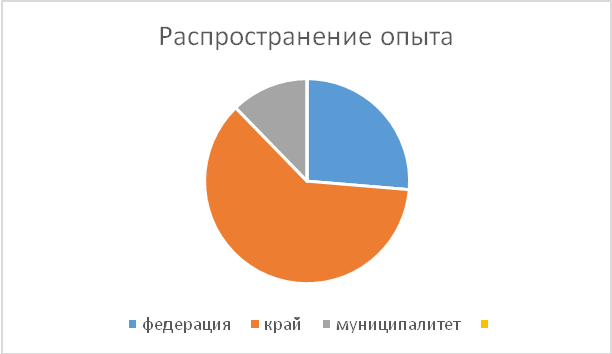 Распространение опыта
федерация край муниципалитет